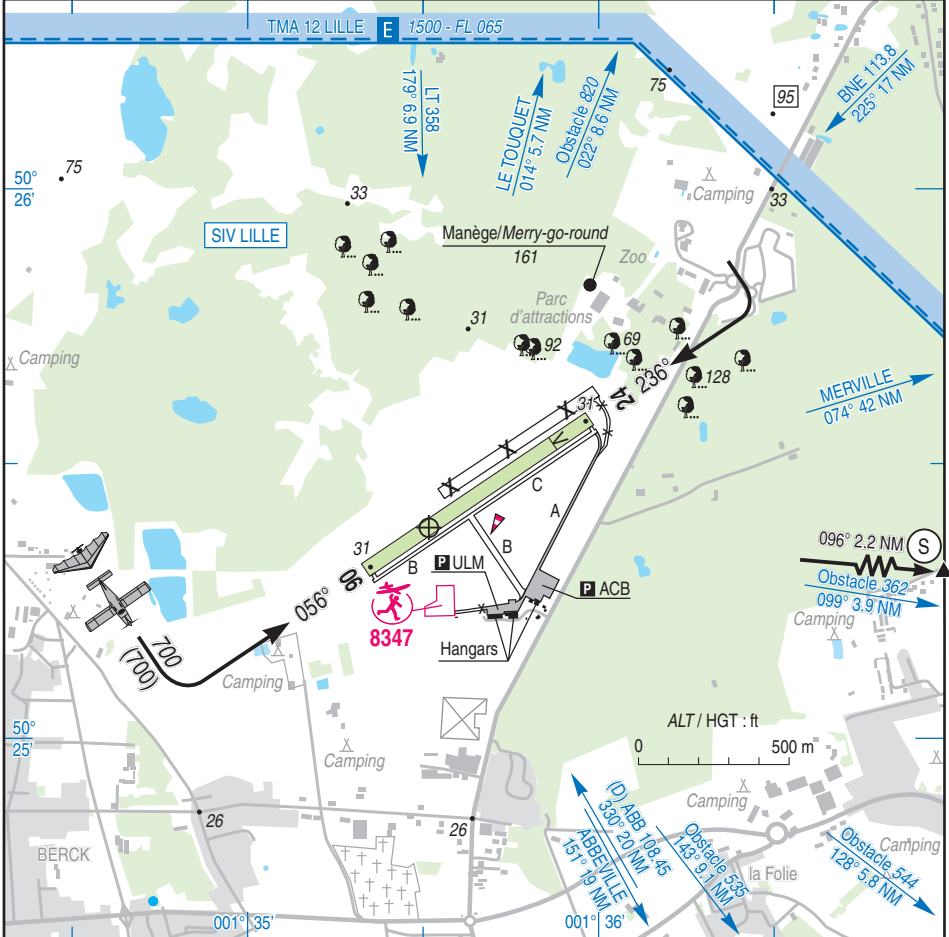 TMA 12 LILLE E 1500 - FL 065
LT 358
179° 6.9 NM
LE TOUQUET
014° 5.7 NM
Obstacle 820
022° 8.6 NM
75
95
BNE 113.8
225° 17 NM
75
50°
26'
33
Camping
33
SIV LILLE
Manège/Merry-go-round
161
Zoo
Parc
d'attractions
31
92
69
128
Camping
24 236°
MERVILLE
074° 42 NM
31
V
C
A
B
B
31
06
056°
P ULM
P ACB
8347
Hangars
096° 2.2 NM S
Obstacle 362
099° 3.9 NM
Camping
700
(700)
Camping
50°
25'
ALT / HGT : ft
0 500 m
Camping
Camping
26
26
BERCK
(D) ABB 108.45
330° 20 NM
ABBEVILLE
151° 19 NM
Obstacle 535
143° 9.1 NM
la Folie
Obstacle 544
128° 5.8 NM
Camping
001° 35'
001° 36'